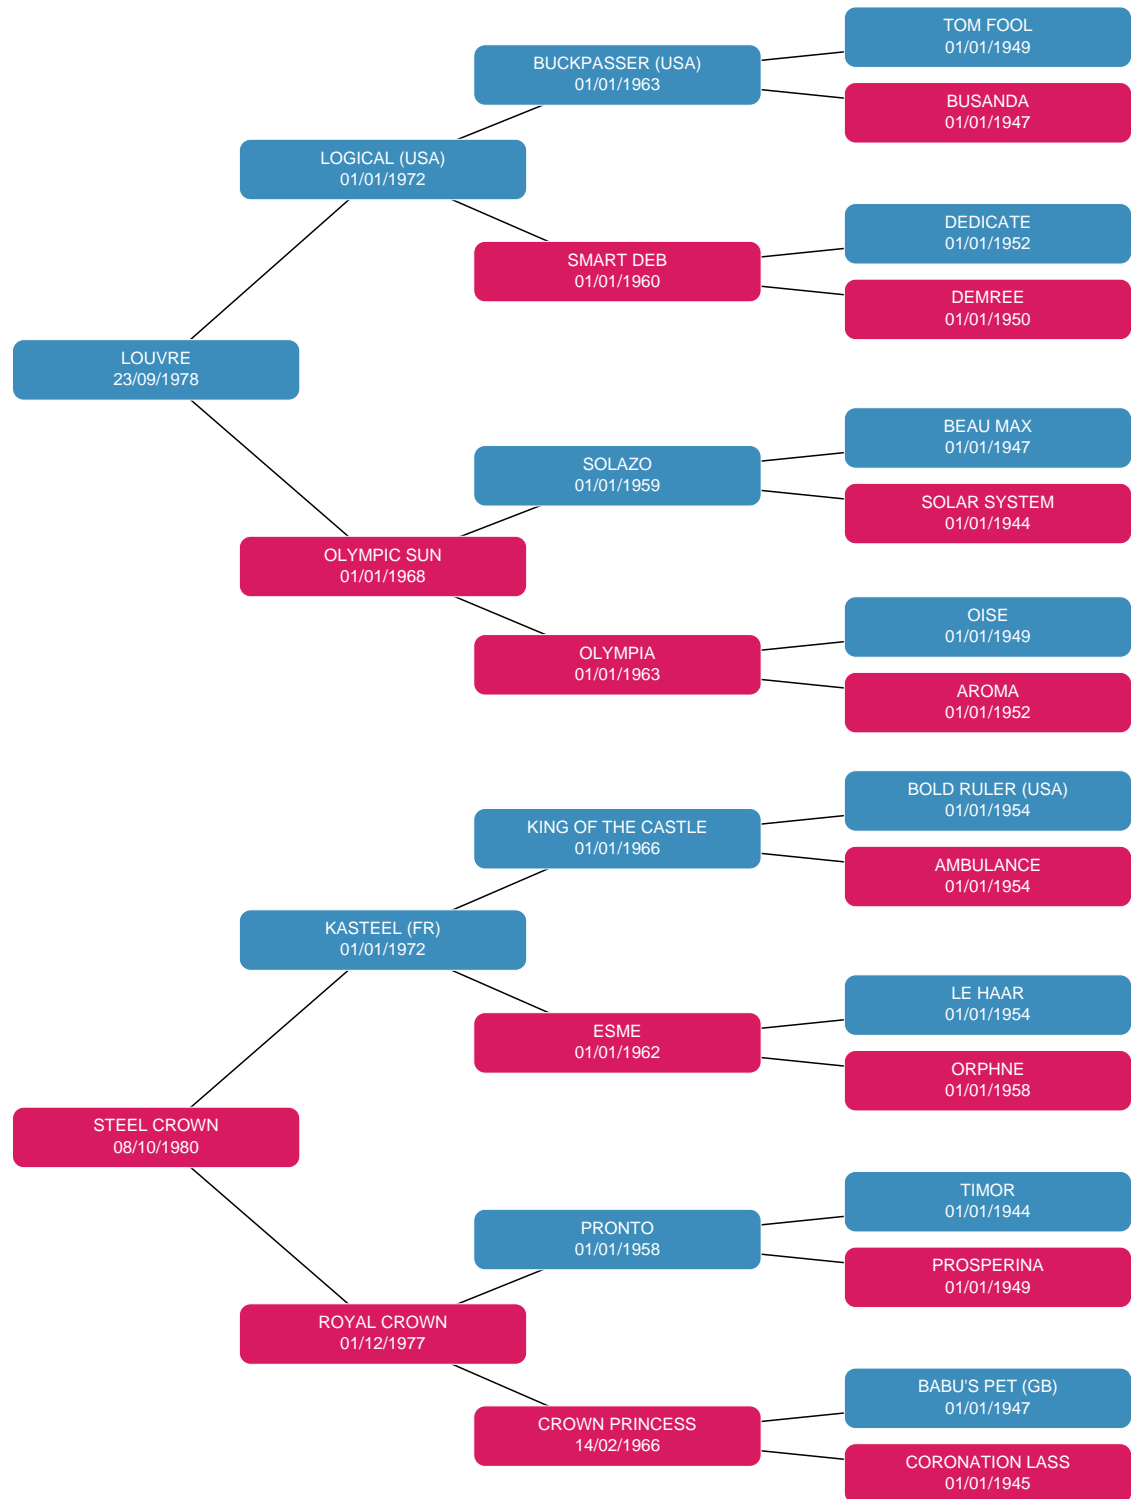 TOM FOOL
01/01/1949
BUCKPASSER (USA)
01/01/1963
BUSANDA
01/01/1947
LOGICAL (USA)
01/01/1972
DEDICATE
01/01/1952
SMART DEB
01/01/1960
DEMREE
01/01/1950
LOUVRE
23/09/1978
BEAU MAX
01/01/1947
SOLAZO
01/01/1959
SOLAR SYSTEM
01/01/1944
OLYMPIC SUN
01/01/1968
OISE
01/01/1949
OLYMPIA
01/01/1963
AROMA
01/01/1952
BOLD RULER (USA)
01/01/1954
KING OF THE CASTLE
01/01/1966
AMBULANCE
01/01/1954
KASTEEL (FR)
01/01/1972
LE HAAR
01/01/1954
ESME
01/01/1962
ORPHNE
01/01/1958
STEEL CROWN
08/10/1980
TIMOR
01/01/1944
PRONTO
01/01/1958
PROSPERINA
01/01/1949
ROYAL CROWN
01/12/1977
BABU'S PET (GB)
01/01/1947
CROWN PRINCESS
14/02/1966
CORONATION LASS
01/01/1945